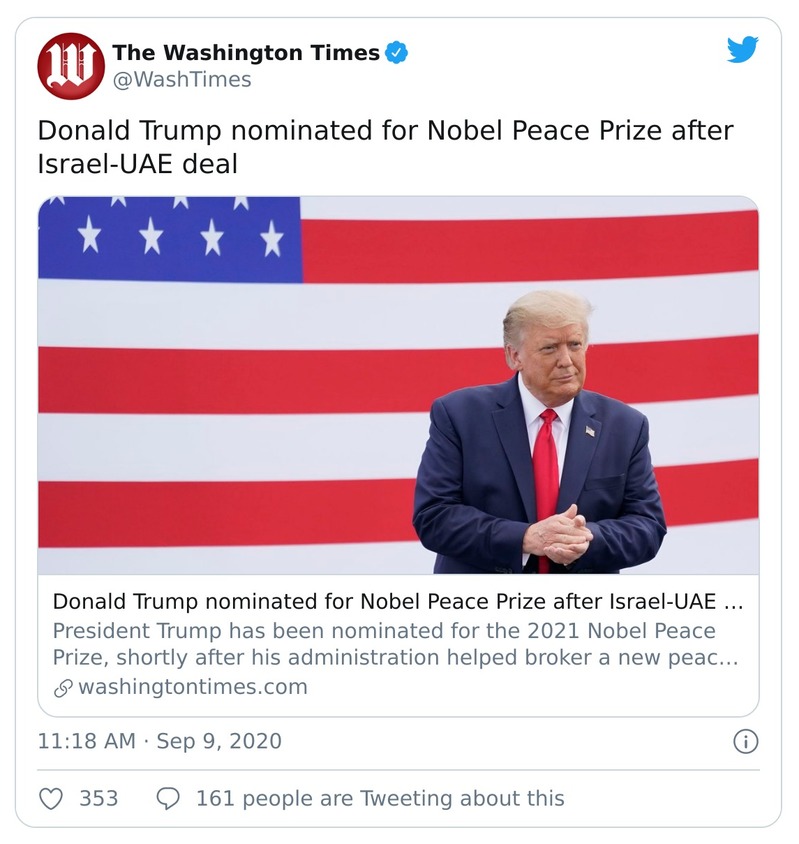 The Washington Times
@WashTimes
Donald Trump nominated for Nobel Peace Prize after
Israel-UAE deal
Donald Trump nominated for Nobel Peace Prize after Israel-UAE …
President Trump has been nominated for the 2021 Nobel Peace
Prize, shortly after his administration helped broker a new peac…
washingtontimes.com
11:18 AM · Sep 9, 2020
353
161 people are Tweeting about this